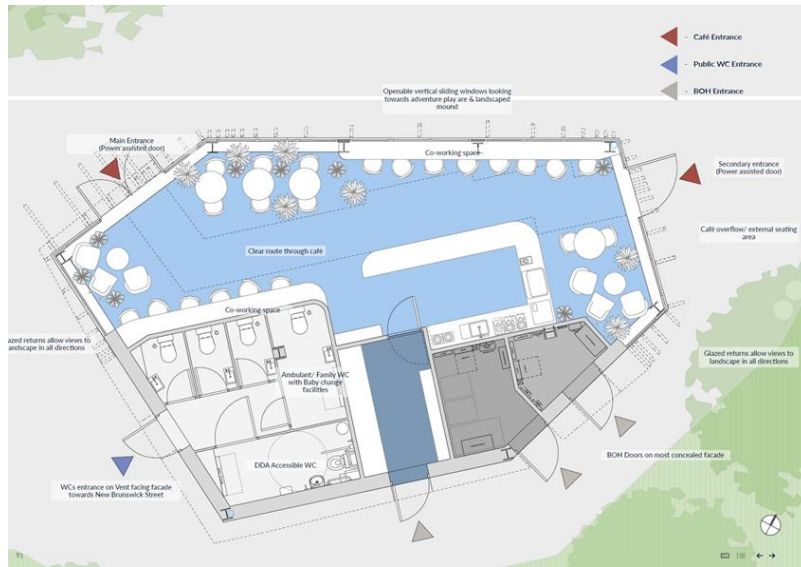 - Café Entrance
- Public WC Entrance
- BOH Entrance
Openable vertical sliding windows looking
towards adventure play are & landscaped
mound
Main Entrance
(Power assisted door)
Co-working space
Secondary entrance
(Power assisted door)
Café overflow/ external seating
area
Clear route through café
Co-working space
glazed returns allow views to
landscape in all directions
Ambulant/ Family WC
with Baby change
facilities
Glazed returns allow views to
landscape in all directions
DDA Accessible WC
BOH Doors on most concealed facade
WCs entrance on Vent facing facade
towards New Brunswick Street
91